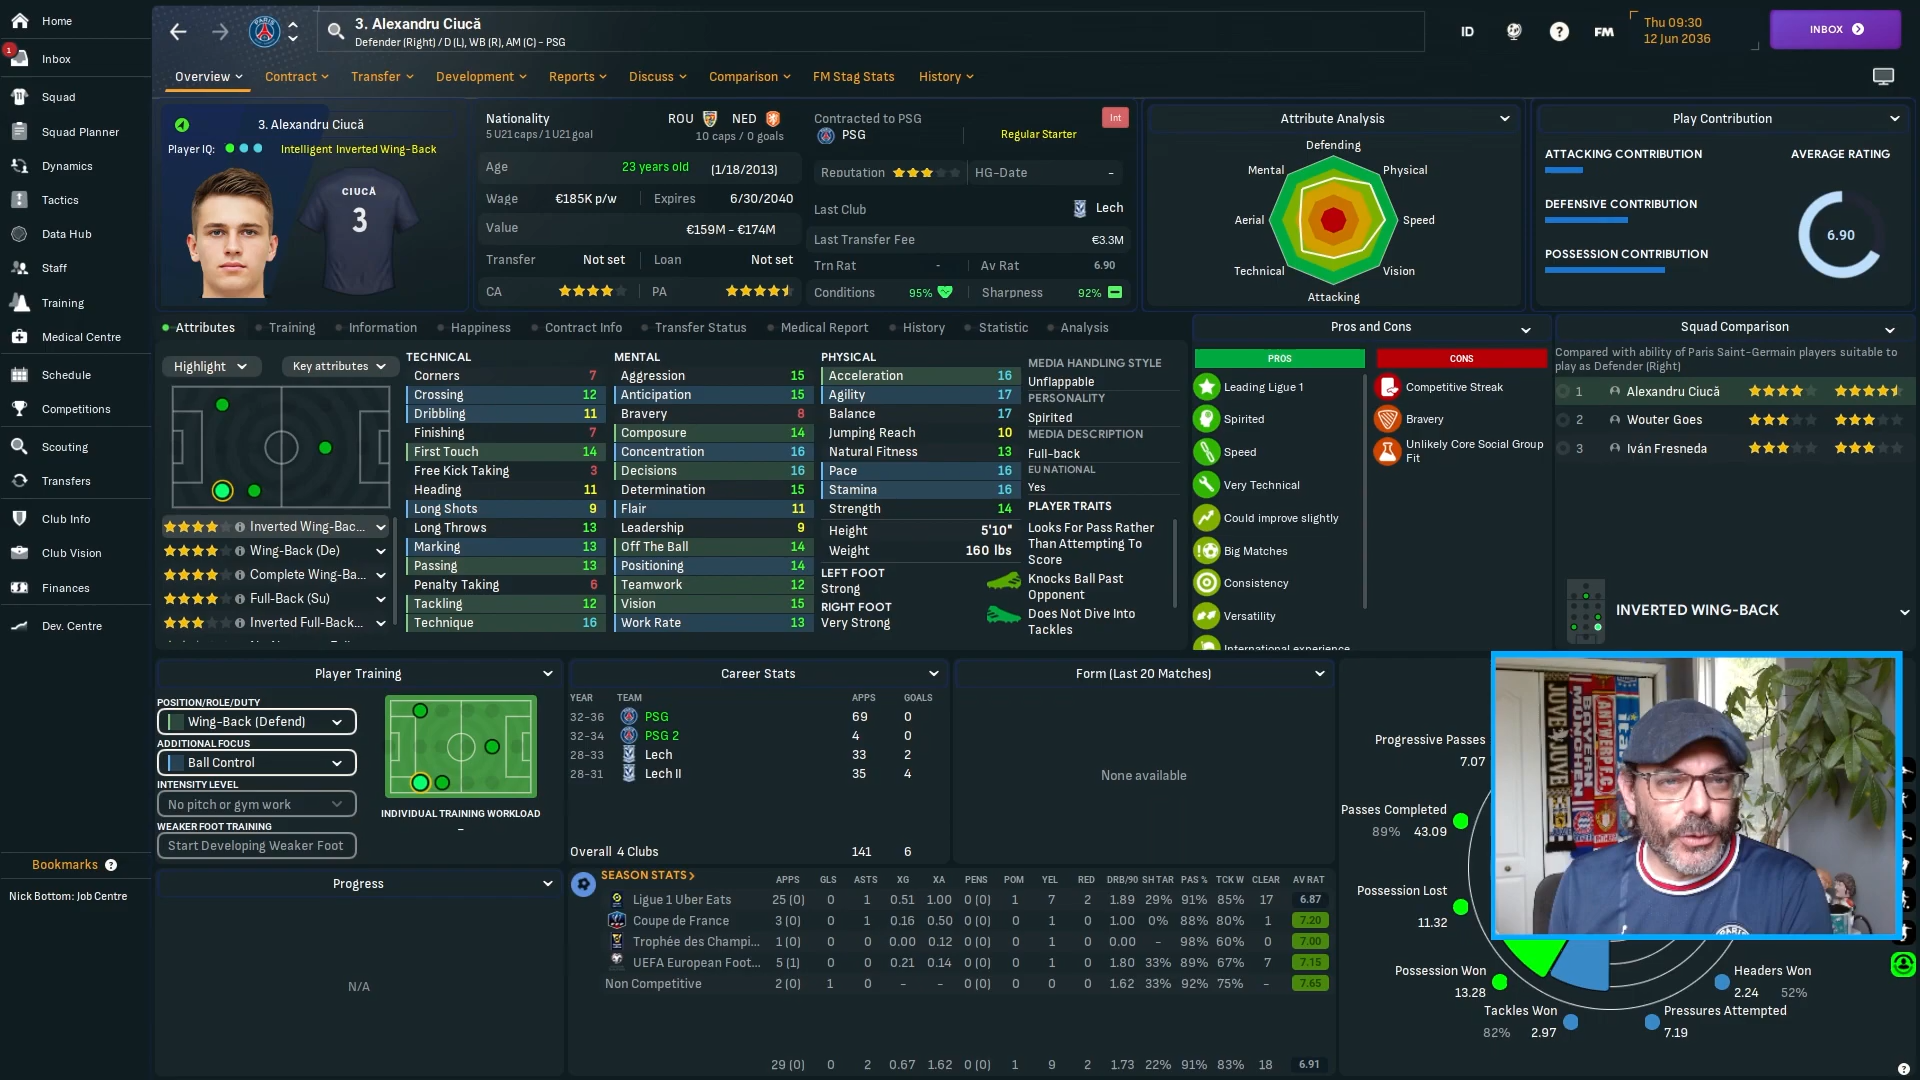 Home
Inbox
1
Squad
Squad Planner
Dynamics
Tactics
Data Hub
Staff
Training
Medical Centre
Schedule
Competitions
Scouting
Transfers
Club Info
Club Vision
Finances
Dev. Centre
Bookmarks ?
Nick Bottom: Job Centre
3. Alexandru Ciucă
Defender (Right) / D (L), WB (R), AM (C) - PSG
ID
?
FM
Thu 09:30
12 Jun 2036
INBOX
Overview
Contract
Transfer
Development
Reports
Discuss
Comparison
FM Stag Stats
History
3. Alexandru Ciucă
Player IQ:
Intelligent Inverted Wing-Back
CIUCĂ
3
Nationality
ROU
NED
5 U21 caps / 1 U21 goal
10 caps / 0 goals
Age
23 years old
(1/18/2013)
Wage
€185K p/w
Expires
6/30/2040
Value
€159M - €174M
Transfer
Not set
Loan
Not set
CA
PA
Contracted to PSG
PSG
Regular Starter
Int
Reputation
HG-Date
-
Last Club
Lech
Last Transfer Fee
€3.3M
Trn Rat
-
Av Rat
6.90
Conditions
95%
Sharpness
92%
Attribute Analysis
Defending
Physical
Speed
Vision
Attacking
Technical
Aerial
Mental
Play Contribution
ATTACKING CONTRIBUTION
DEFENSIVE CONTRIBUTION
POSSESSION CONTRIBUTION
AVERAGE RATING
6.90
Attributes
Training
Information
Happiness
Contract Info
Transfer Status
Medical Report
History
Statistic
Analysis
Highlight
Key attributes
Inverted Wing-Bac...
Wing-Back (De)
Complete Wing-Ba...
Full-Back (Su)
Inverted Full-Back...
TECHNICAL
Corners 7
Crossing 12
Dribbling 11
Finishing 7
First Touch 14
Free Kick Taking 3
Heading 11
Long Shots 9
Long Throws 13
Marking 13
Passing 13
Penalty Taking 6
Tackling 12
Technique 16
MENTAL
Aggression 15
Anticipation 15
Bravery 8
Composure 14
Concentration 16
Decisions 16
Determination 15
Flair 11
Leadership 9
Off The Ball 14
Positioning 14
Teamwork 12
Vision 15
Work Rate 13
PHYSICAL
Acceleration 16
Agility 17
Balance 17
Jumping Reach 10
Natural Fitness 13
Pace 16
Stamina 16
Strength 14
Height 5'10"
Weight 160 lbs
LEFT FOOT
Strong
RIGHT FOOT
Very Strong
MEDIA HANDLING STYLE
Unflappable
PERSONALITY
Spirited
MEDIA DESCRIPTION
Full-back
EU NATIONAL
Yes
PLAYER TRAITS
Looks For Pass Rather
Than Attempting To
Score
Knocks Ball Past
Opponent
Does Not Dive Into
Tackles
Pros and Cons
PROS
Leading Ligue 1
Spirited
Speed
Very Technical
Could improve slightly
Big Matches
Consistency
Versatility
International experience
CONS
Competitive Streak
Bravery
Unlikely Core Social Group
Fit
Squad Comparison
Compared with ability of Paris Saint-Germain players suitable to
play as Defender (Right)
1 Alexandru Ciucă
2 Wouter Goes
3 Iván Fresneda
INVERTED WING-BACK
Player Training
POSITION/ROLE/DUTY
Wing-Back (Defend)
ADDITIONAL FOCUS
Ball Control
INTENSITY LEVEL
No pitch or gym work
WEAKER FOOT TRAINING
Start Developing Weaker Foot
INDIVIDUAL TRAINING WORKLOAD
-
Career Stats
YEAR TEAM APPS GOALS
32-36 PSG 69 0
32-34 PSG 2 4 0
28-33 Lech 33 2
28-31 Lech II 35 4
Overall 4 Clubs 141 6
Form (Last 20 Matches)
None available
Progress
N/A
SEASON STATS APPS GLS ASTS XG XA PENS POM YEL RED DRB/90 SH TAR PAS % TCK W CLEAR AV RAT
Ligue 1 Uber Eats 25 (0) 0 1 0.51 1.00 0 (0) 1 7 2 1.89 29% 91% 85% 17 6.87
Coupe de France 3 (0) 0 1 0.16 0.50 0 (0) 0 1 0 1.00 0% 88% 80% 1 7.20
Trophée des Champi... 1 (0) 0 0 0.00 0.12 0 (0) 0 1 0 0.00 - 98% 60% 0 7.00
UEFA European Foot... 5 (1) 0 0 0.21 0.14 0 (0) 0 1 0 1.80 33% 89% 67% 7 7.15
Non Competitive 2 (0) 1 0 - - 0 (0) 0 0 0 1.62 33% 92% 75% - 7.65
29 (0) 0 2 0.67 1.62 0 (0) 1 9 2 1.73 22% 91% 83% 18 6.91
Progressive Passes
7.07
Passes Completed
89% 43.09
Possession Lost
11.32
Possession Won
13.28
Tackles Won
82% 2.97
Headers Won
2.24 52%
Pressures Attempted
7.19
JUVE
JUVE
BAYERN
MÜNCHEN
ANTWERP F.C.
PARIS
PARIS
?